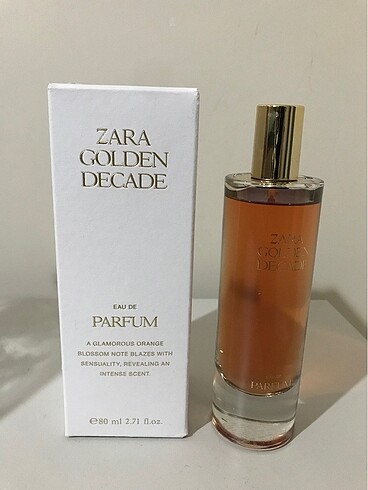 ZARA
GOLDEN
DECADE
EAU DE
PARFUM
A GLAMOROUS ORANGE
BLOSSOM NOTE BLAZES WITH
SENSUALITY, REVEALING AN
INTENSE SCENT.
℮80 ml 2.71 fl.oz.
ZARA
GOLDEN
DECADE
PARFUM